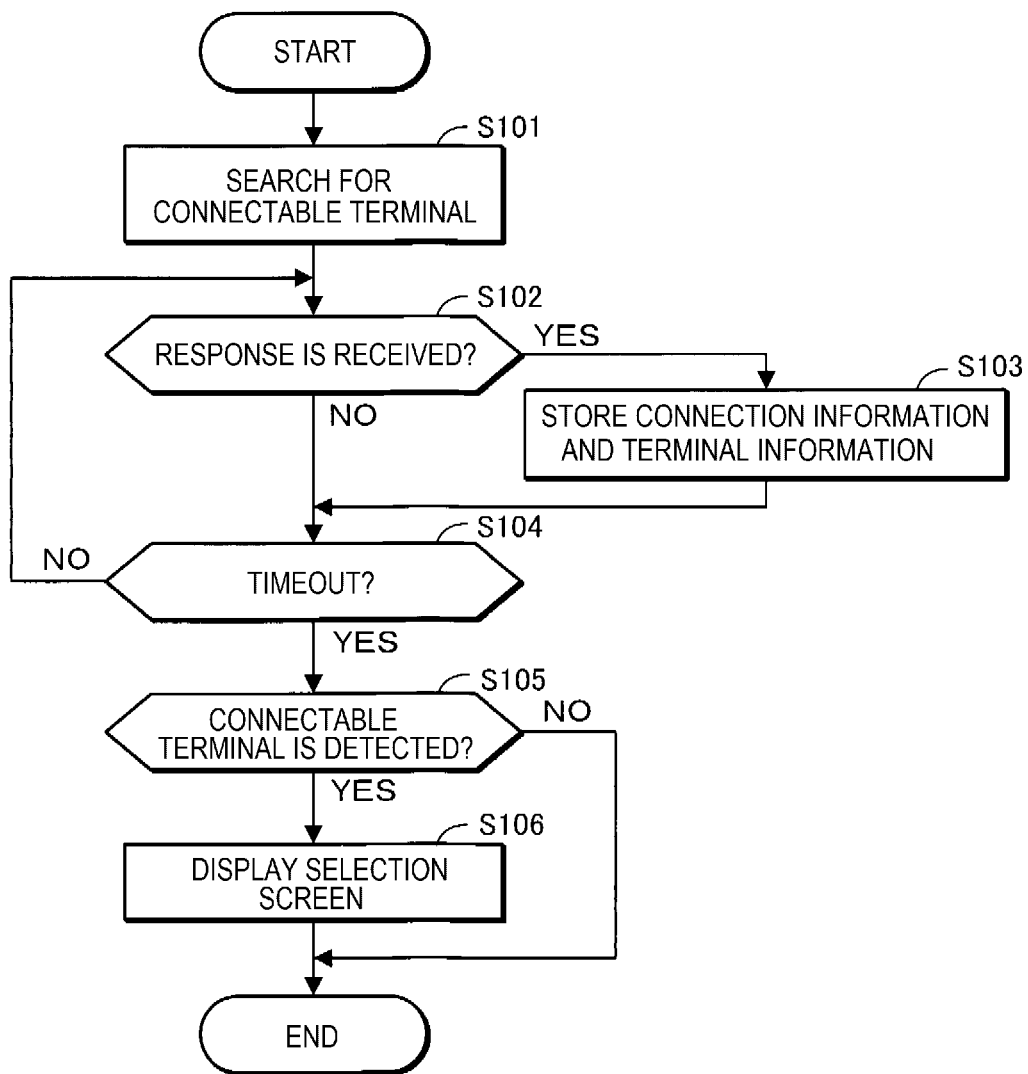 START
S101
SEARCH FOR
CONNECTABLE TERMINAL
S102
RESPONSE IS RECEIVED?
YES
NO
S103
STORE CONNECTION INFORMATION
AND TERMINAL INFORMATION
S104
NO
TIMEOUT?
YES
S105
CONNECTABLE
TERMINAL IS DETECTED?
NO
YES
S106
DISPLAY SELECTION
SCREEN
END